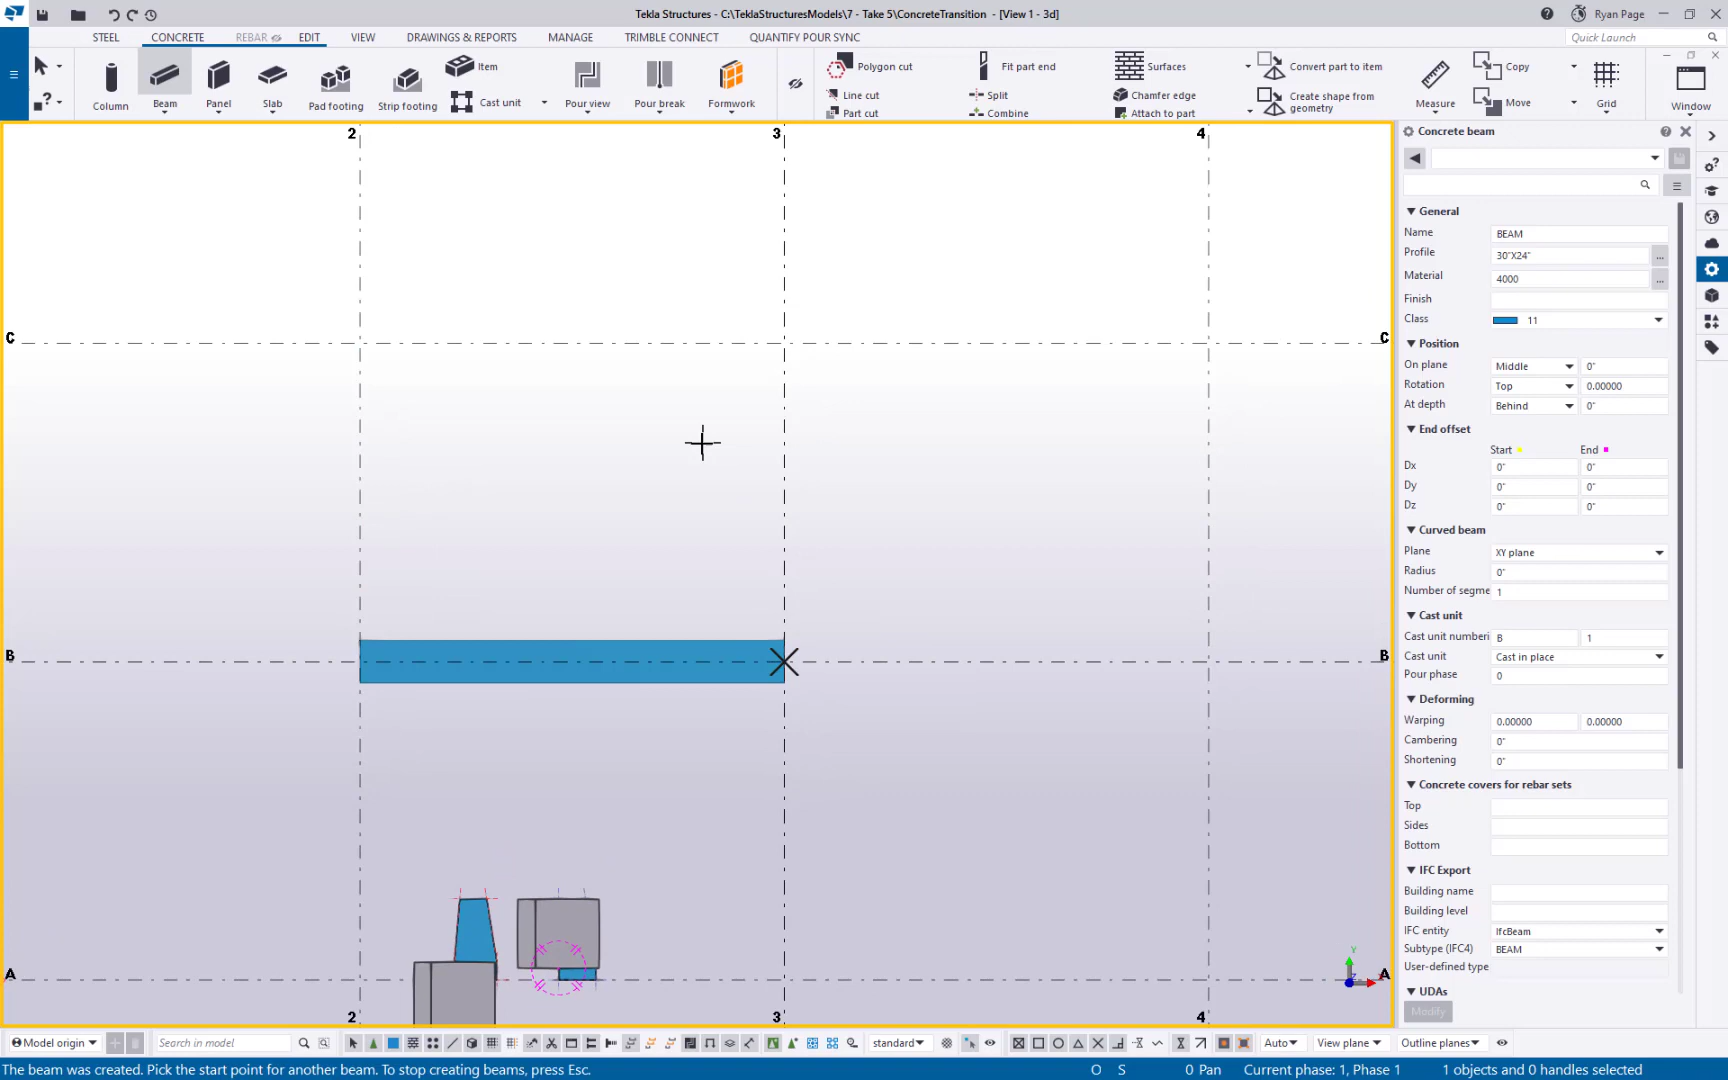 Tekla Structures - C:\TeklaStructuresModels\7 - Take 5\ConcreteTransition - [View 1 - 3d]
Ryan Page
STEEL CONCRETE REBAR EDIT VIEW DRAWINGS & REPORTS MANAGE TRIMBLE CONNECT QUANTIFY POUR SYNC
Quick Launch
Column Beam Panel Slab Pad footing Strip footing
Item
Cast unit
Pour view Pour break Formwork
Polygon cut
Line cut
Part cut
Fit part end
Split
Combine
Surfaces
Chamfer edge
Attach to part
Convert part to item
Create shape from geometry
Measure
Copy
Move
Grid
Window
2 3 4
C C
B B
A A
2 3 4
Y
Concrete beam
General
Name BEAM
Profile 30"X24" ...
Material 4000 ...
Finish
Class 11
Position
On plane Middle 0"
Rotation Top 0.00000
At depth Behind 0"
End offset
Start End
Dx 0" 0"
Dy 0" 0"
Dz 0" 0"
Curved beam
Plane XY plane
Radius 0"
Number of segme 1
Cast unit
Cast unit numberi B 1
Cast unit Cast in place
Pour phase 0
Deforming
Warping 0.00000 0.00000
Cambering 0"
Shortening 0"
Concrete covers for rebar sets
Top
Sides
Bottom
IFC Export
Building name
Building level
IFC entity IfcBeam
Subtype (IFC4) BEAM
User-defined type
UDAs
Modify
Model origin
Search in model
standard
Auto
View plane
Outline planes
The beam was created. Pick the start point for another beam. To stop creating beams, press Esc.
O S 0 Pan Current phase: 1, Phase 1 1 objects and 0 handles selected